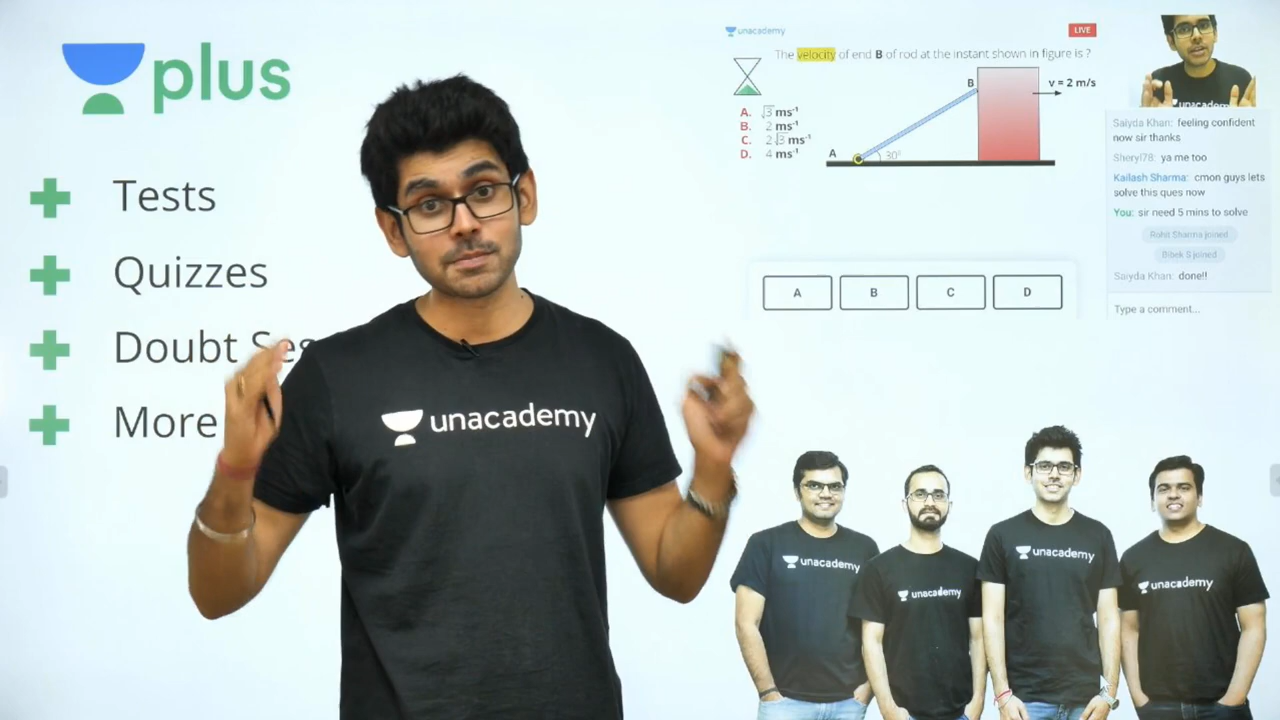 plus
Tests
Quizzes
Doubt Ses
More
unacademy
unacademy
LIVE
The velocity of end B of rod at the instant shown in figure is ?
A. √3 ms⁻¹
B. 2 ms⁻¹
C. 2√3 ms⁻¹
D. 4 ms⁻¹
B
v = 2 m/s
A
30°
A B C D
unacademy
Saiyda Khan: feeling confident
now sir thanks
Sheryl78: ya me too
Kailash Sharma: cmon guys lets
solve this ques now
You: sir need 5 mins to solve
Rohit Sharma joined
Bibek S joined
Saiyda Khan: done!!
Type a comment...
unacademy
unacademy
unacademy
unacademy